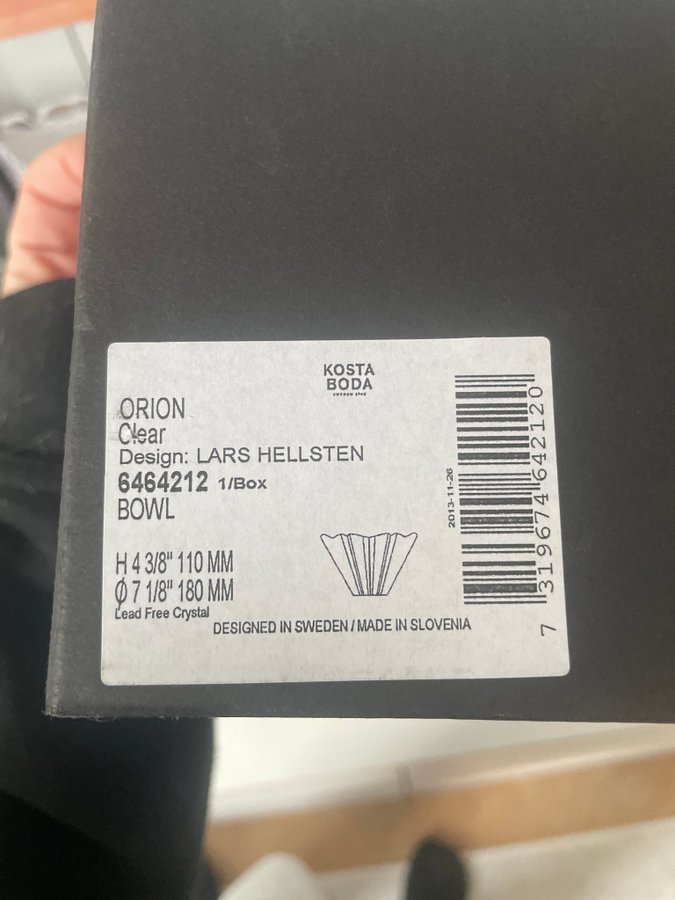 KOSTA
BODA
ORION
Clear
Design: LARS HELLSTEN
6464212 1/Box
BOWL
H 4 3/8" 110 MM
Ø 7 1/8" 180 MM
Lead Free Crystal
DESIGNED IN SWEDEN / MADE IN SLOVENIA
2013-11-26
7 319674 642120